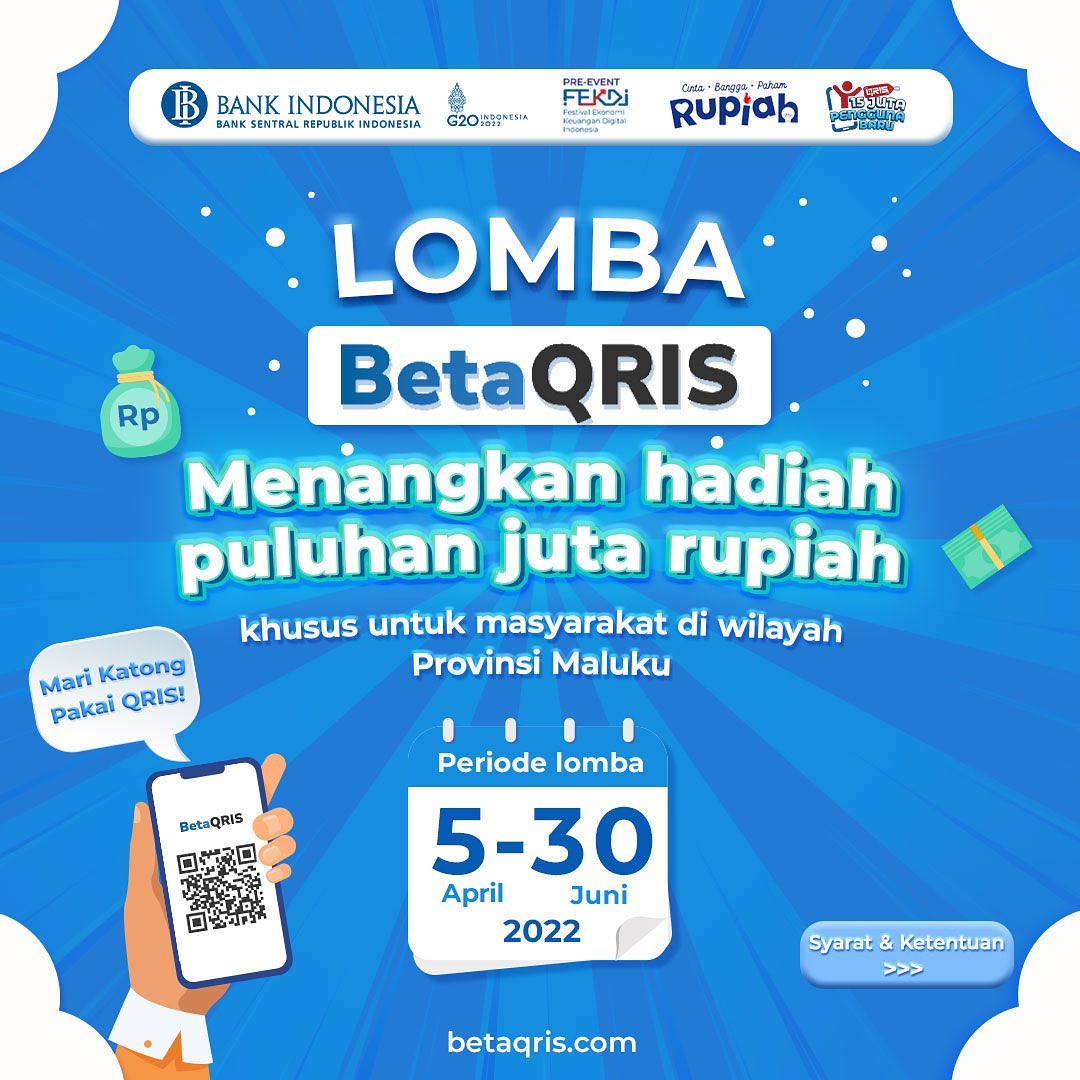 BANK INDONESIA
BANK SENTRAL REPUBLIK INDONESIA
G20 INDONESIA 2022
PRE-EVENT
FEKDI
Festival Ekonomi
Keuangan Digital
Indonesia
Cinta • Bangga • Paham
Rupiah
QRIS
15 JUTA
PENGGUNA
BARU
LOMBA
BetaQRIS
Rp
Menangkan hadiah
puluhan juta rupiah
khusus untuk masyarakat di wilayah
Provinsi Maluku
Mari Katong
Pakai QRIS!
BetaQRIS
Periode lomba
5-30
April Juni
2022
Syarat & Ketentuan
>>>
betaqris.com